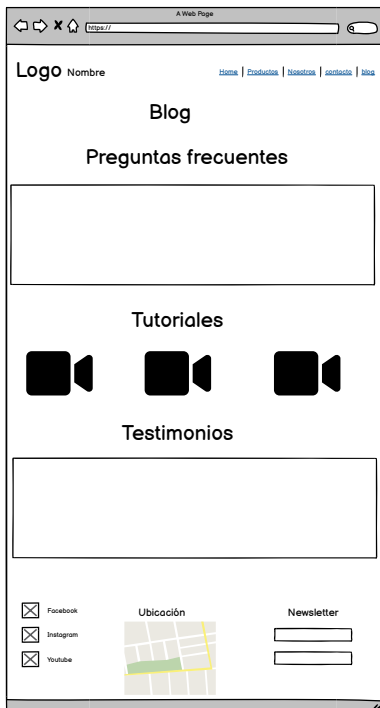 A Web Page
https://
Logo Nombre
Home | Productos | Nosotros | contacto | blog
Blog
Preguntas frecuentes
Tutoriales
Testimonios
Facebook
Instagram
Youtube
Ubicación
Newsletter